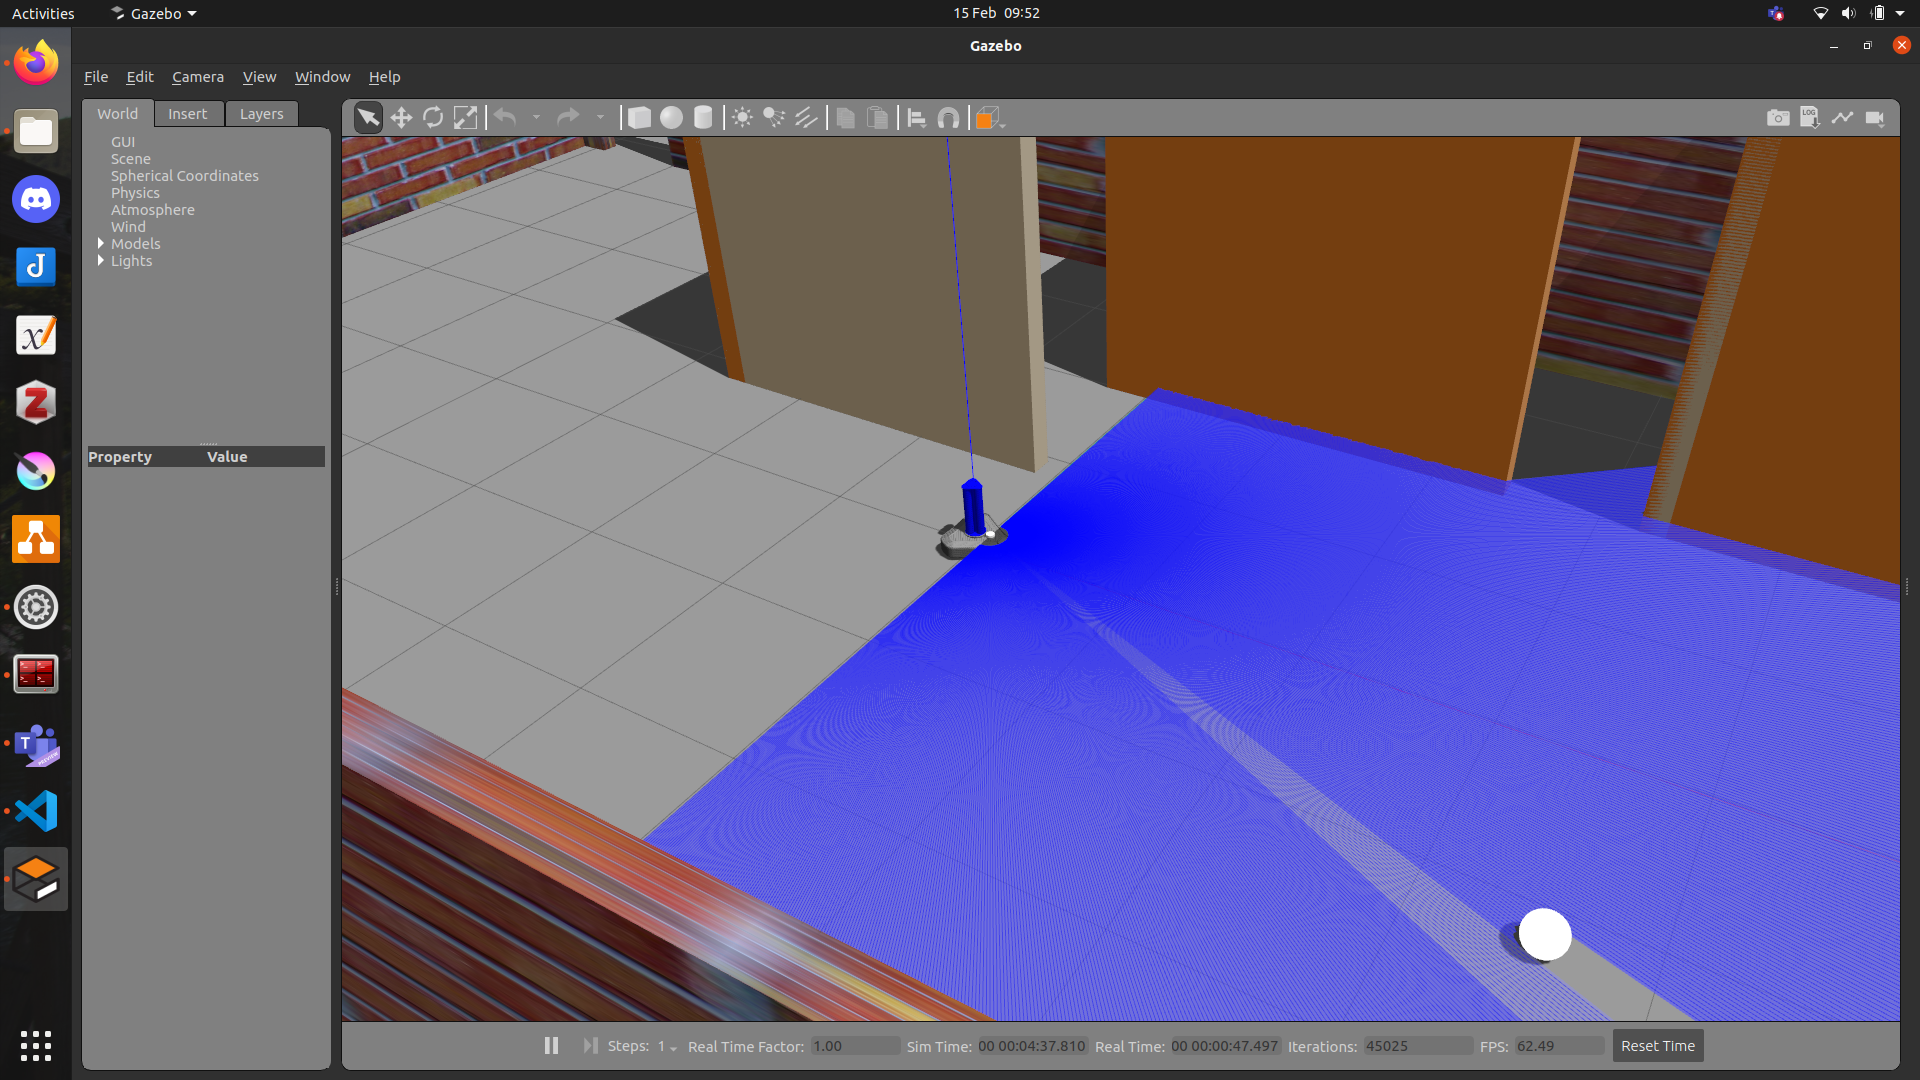 Activities
Gazebo
15 Feb 09:52
Gazebo
File Edit Camera View Window Help
World Insert Layers
GUI
Scene
Spherical Coordinates
Physics
Atmosphere
Wind
Models
Lights
Property Value
LOG
Steps: 1 Real Time Factor: 1.00 Sim Time: 00 00:04:37.810 Real Time: 00 00:00:47.497 Iterations: 45025 FPS: 62.49 Reset Time